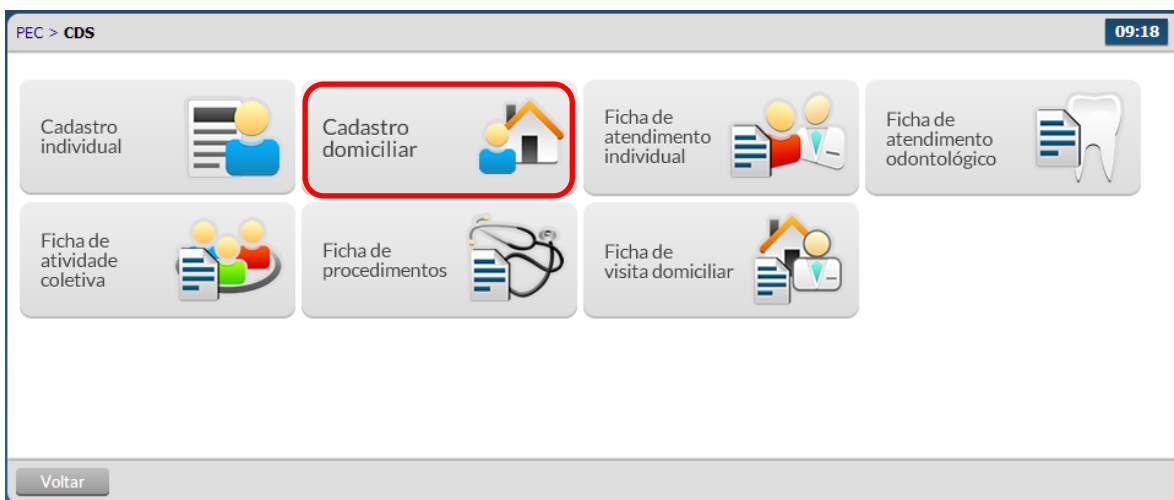 PEC > CDS
09:18
Cadastro
individual
Cadastro
domiciliar
Ficha de
atendimento
individual
Ficha de
atendimento
odontológico
Ficha de
atividade
coletiva
Ficha de
procedimentos
Ficha de
visita domiciliar
Voltar